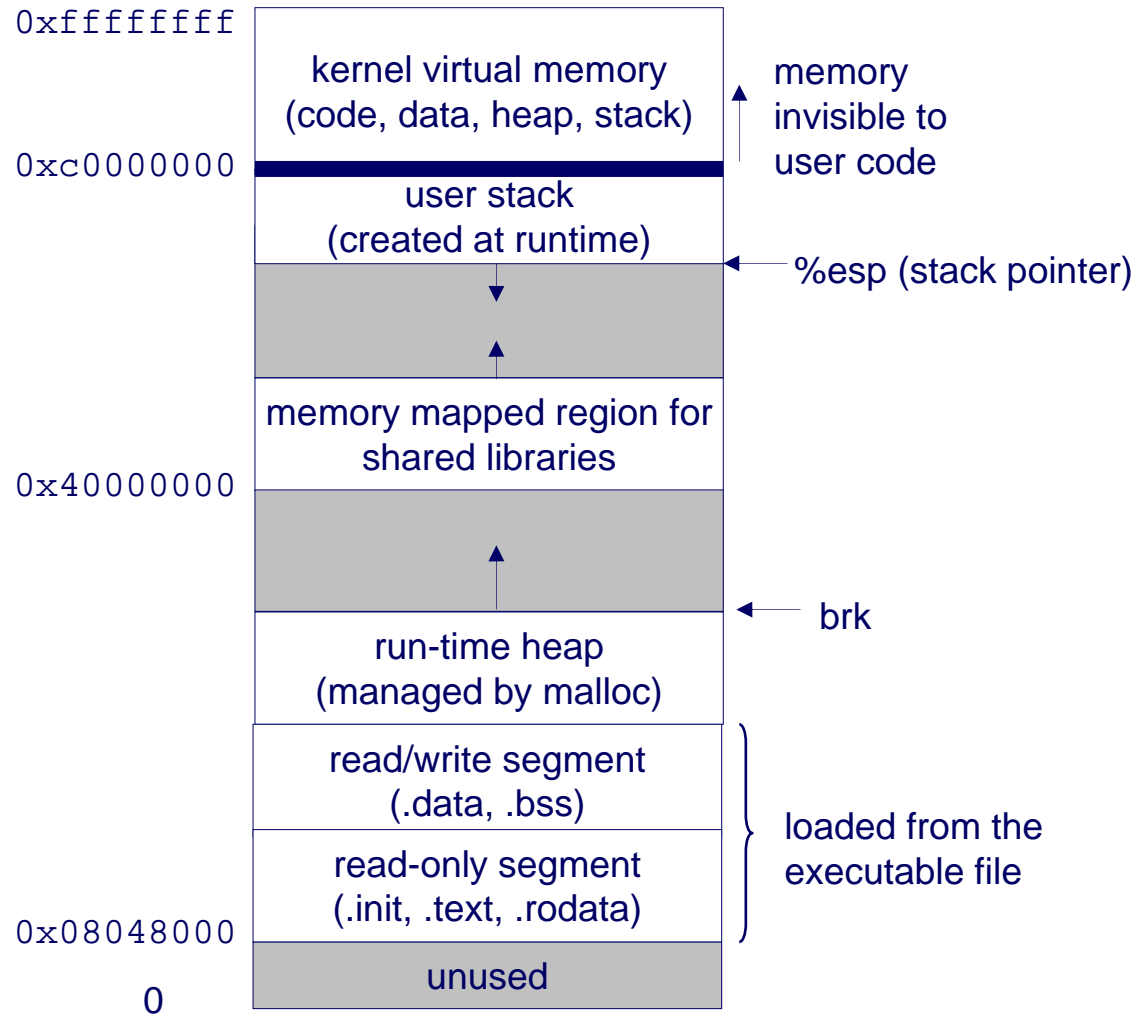 0xffffffff
kernel virtual memory
(code, data, heap, stack)
memory
invisible to
user code
0xc0000000
user stack
(created at runtime)
%esp (stack pointer)
memory mapped region for
shared libraries
0x40000000
brk
run-time heap
(managed by malloc)
read/write segment
(.data, .bss)
loaded from the
executable file
read-only segment
(.init, .text, .rodata)
0x08048000
unused
0